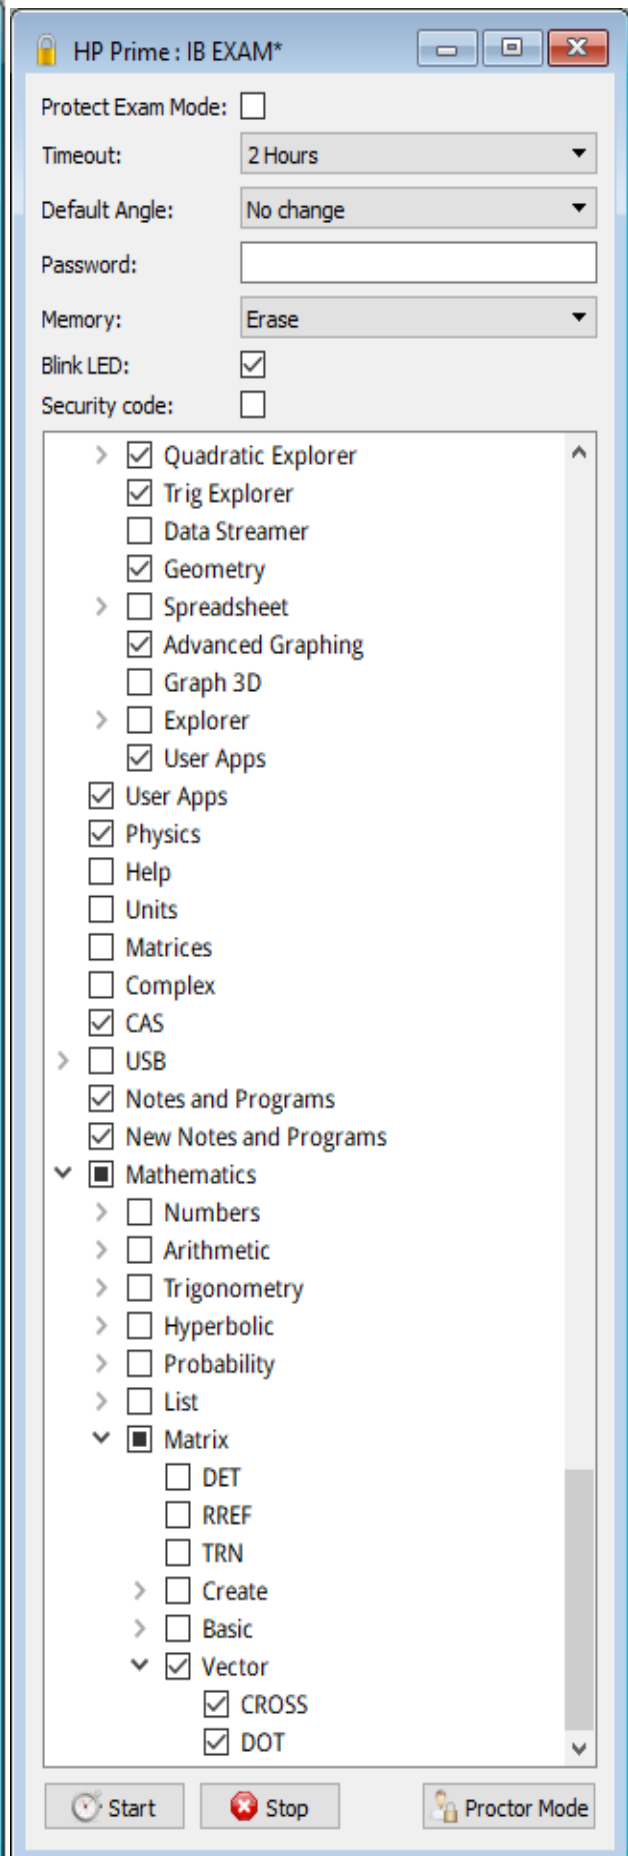 HP Prime : IB EXAM*
Protect Exam Mode:
Timeout: 2 Hours
Default Angle: No change
Password:
Memory: Erase
Blink LED:
Security code:
Quadratic Explorer
Trig Explorer
Data Streamer
Geometry
Spreadsheet
Advanced Graphing
Graph 3D
Explorer
User Apps
User Apps
Physics
Help
Units
Matrices
Complex
CAS
USB
Notes and Programs
New Notes and Programs
Mathematics
Numbers
Arithmetic
Trigonometry
Hyperbolic
Probability
List
Matrix
DET
RREF
TRN
Create
Basic
Vector
CROSS
DOT
Start Stop Proctor Mode